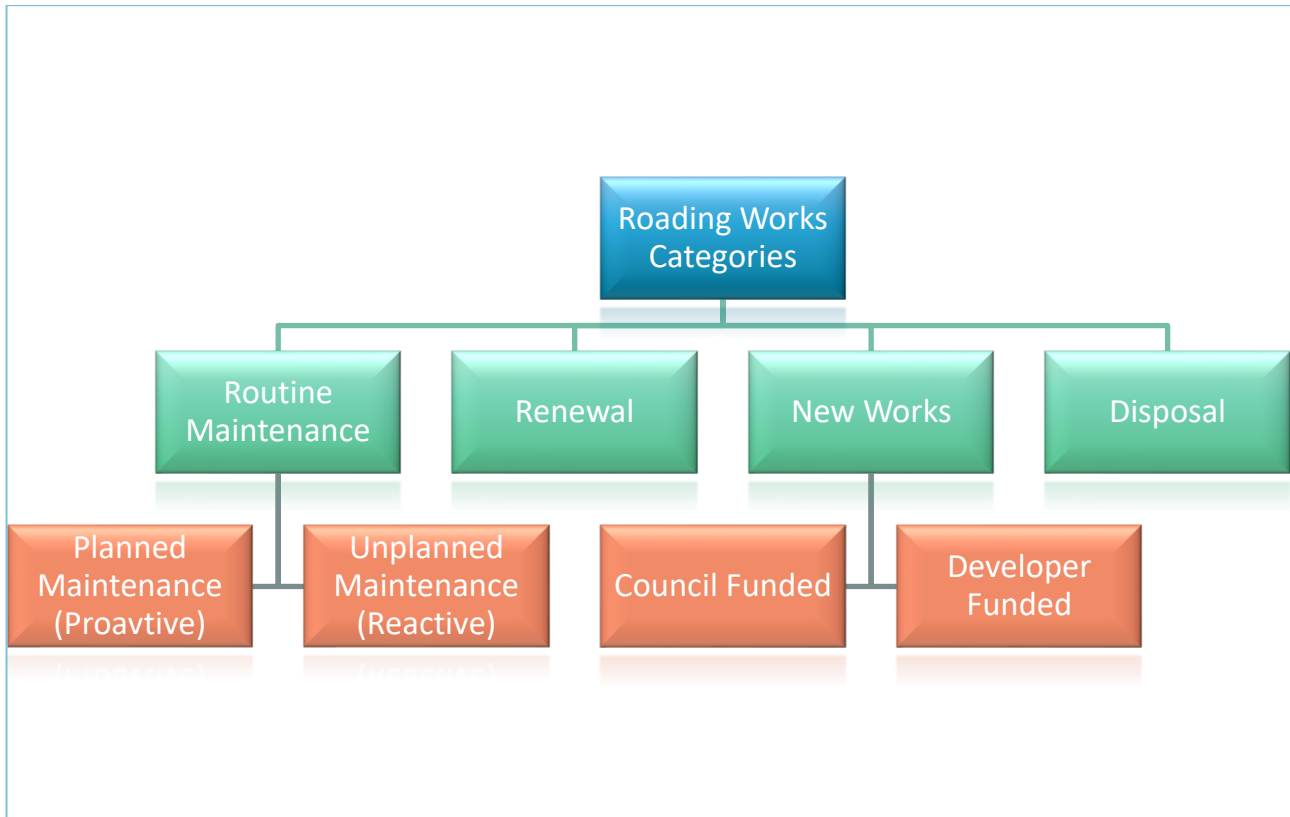 Roading Works
Categories
Routine
Maintenance
Renewal
New Works
Disposal
Planned
Maintenance
(Proavtive)
Unplanned
Maintenance
(Reactive)
Council Funded
Developer
Funded